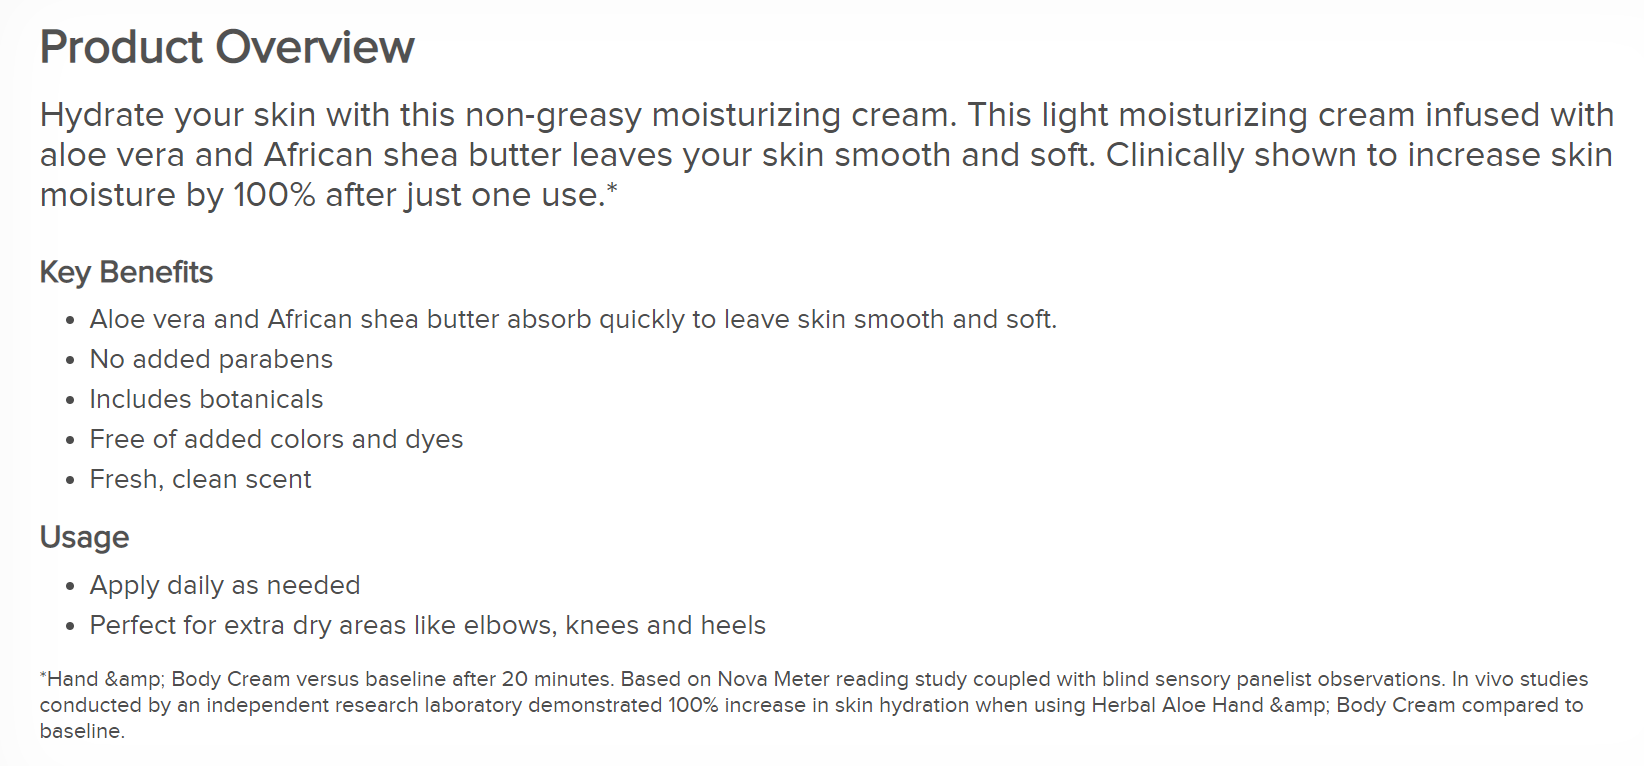 Product Overview
Hydrate your skin with this non-greasy moisturizing cream. This light moisturizing cream infused with
aloe vera and African shea butter leaves your skin smooth and soft. Clinically shown to increase skin
moisture by 100% after just one use.*
Key Benefits
• Aloe vera and African shea butter absorb quickly to leave skin smooth and soft.
• No added parabens
• Includes botanicals
• Free of added colors and dyes
• Fresh, clean scent
Usage
• Apply daily as needed
• Perfect for extra dry areas like elbows, knees and heels
*Hand &amp; Body Cream versus baseline after 20 minutes. Based on Nova Meter reading study coupled with blind sensory panelist observations. In vivo studies
conducted by an independent research laboratory demonstrated 100% increase in skin hydration when using Herbal Aloe Hand &amp; Body Cream compared to
baseline.